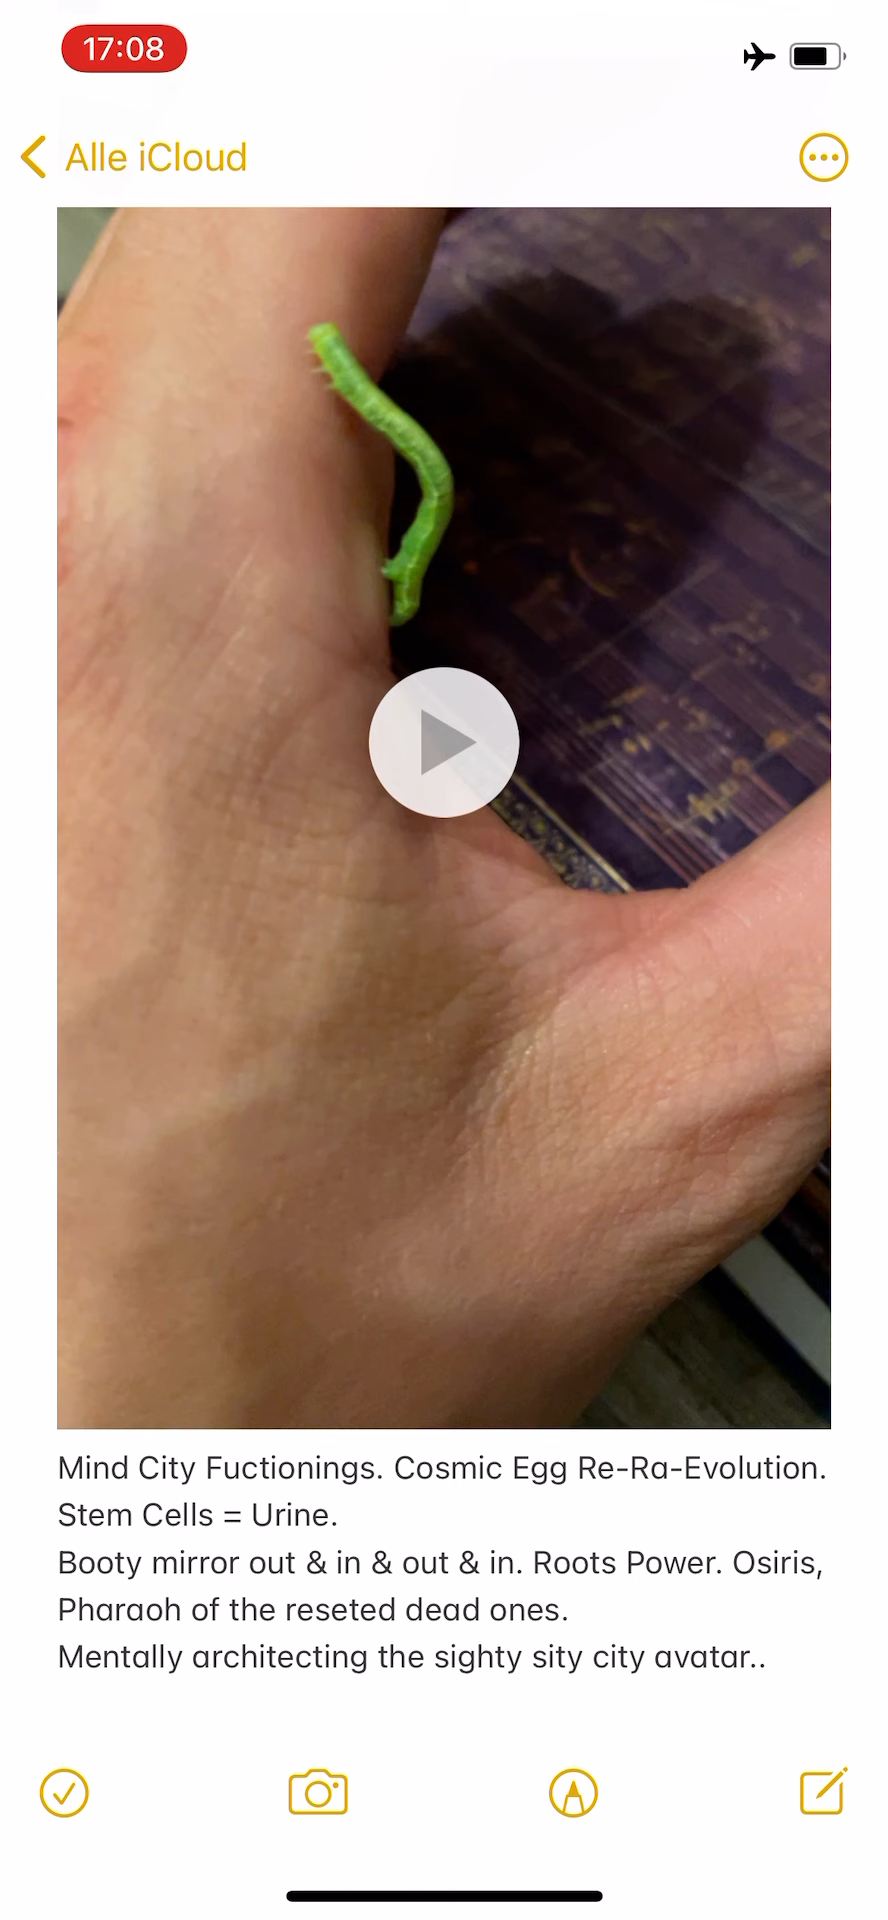 17:08
Alle iCloud
Mind City Fuctionings. Cosmic Egg Re-Ra-Evolution.
Stem Cells = Urine.
Booty mirror out & in & out & in. Roots Power. Osiris,
Pharaoh of the reseted dead ones.
Mentally architecting the sighty sity city avatar..